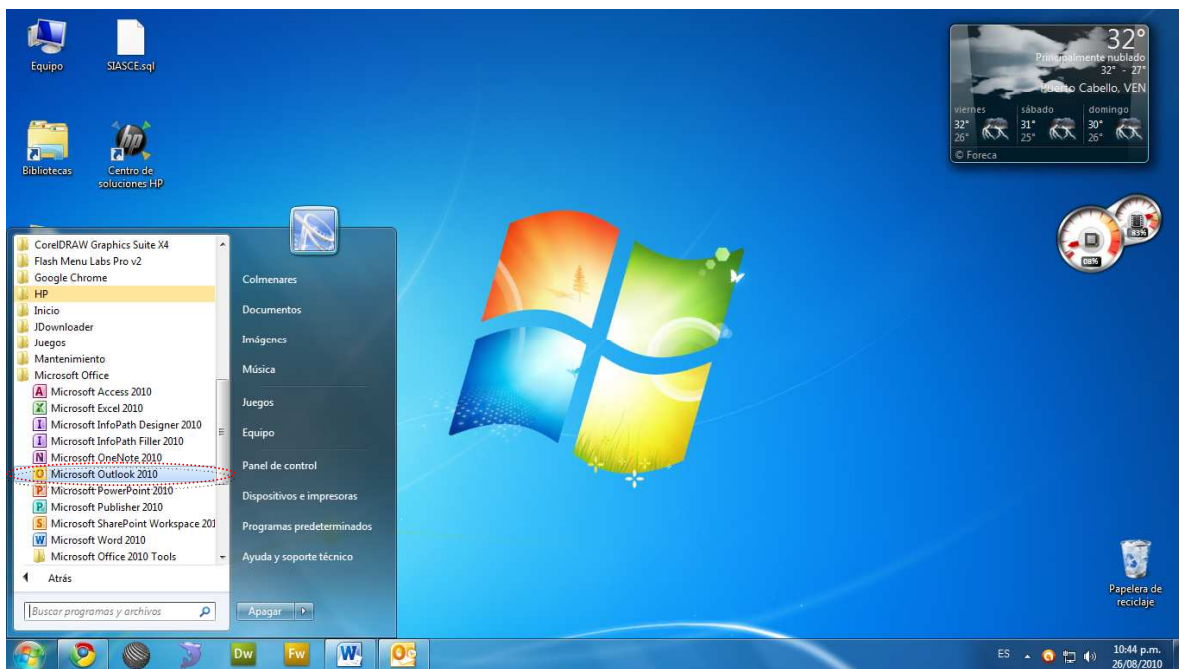 Equipo
SIASCE.sql
Bibliotecas
Centro de
soluciones HP
32°
Principalmente nublado
32° - 27°
Puerto Cabello, VEN
viernes
sábado
domingo
32°
31°
30°
26°
25°
26°
© Foreca
83%
08%
CorelDRAW Graphics Suite X4
Flash Menu Labs Pro v2
Google Chrome
HP
Inicio
JDownloader
Juegos
Mantenimiento
Microsoft Office
Microsoft Access 2010
Microsoft Excel 2010
Microsoft InfoPath Designer 2010
Microsoft InfoPath Filler 2010
Microsoft OneNote 2010
Microsoft Outlook 2010
Microsoft PowerPoint 2010
Microsoft Publisher 2010
Microsoft SharePoint Workspace 201
Microsoft Word 2010
Microsoft Office 2010 Tools
Atrás
Buscar programas y archivos
Colmenares
Documentos
Imágenes
Música
Juegos
Equipo
Panel de control
Dispositivos e impresoras
Programas predeterminados
Ayuda y soporte técnico
Apagar
Papelera de
reciclaje
Dw
Fw
W
ES
10:44 p.m.
26/08/2010